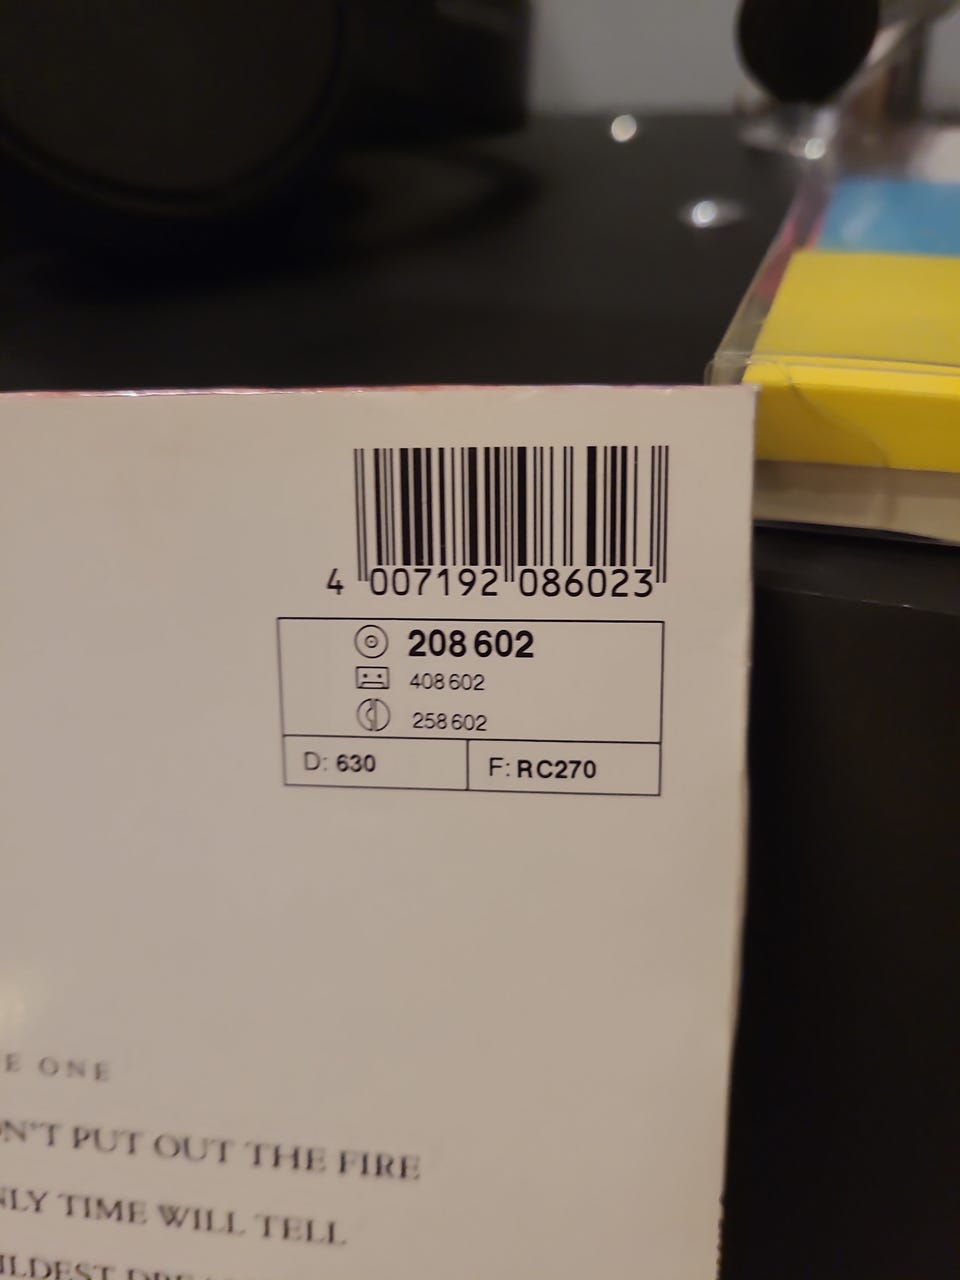 4 007192 086023
208 602
408 602
258 602
D: 630 F: RC270
E ONE
N'T PUT OUT THE FIRE
NLY TIME WILL TELL
ILDEST